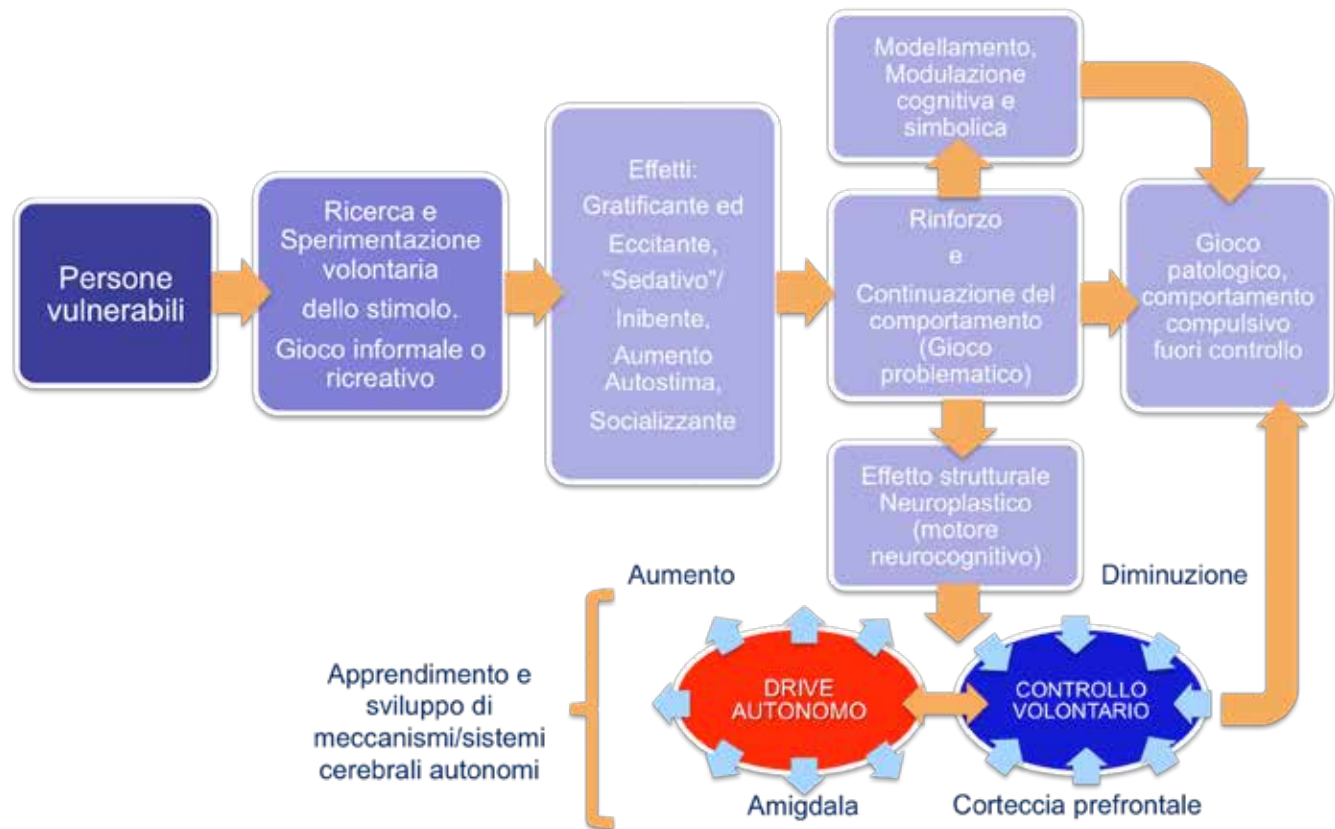 Persone
vulnerabili
Ricerca e
Sperimentazione
volontaria
dello stimolo.
Gioco informale o
ricreativo
Effetti:
Gratificante ed
Eccitante,
“Sedativo”/
Inibente,
Aumento
Autostima,
Socializzante
Modellamento,
Modulazione
cognitiva e
simbolica
Rinforzo
e
Continuazione del
comportamento
(Gioco
problematico)
Gioco
patologico,
comportamento
compulsivo
fuori controllo
Effetto strutturale
Neuroplastico
(motore
neurocognitivo)
Aumento
Diminuzione
Apprendimento e
sviluppo di
meccanismi/sistemi
cerebrali autonomi
DRIVE
AUTONOMO
CONTROLLO
VOLONTARIO
Amigdala
Corteccia prefrontale